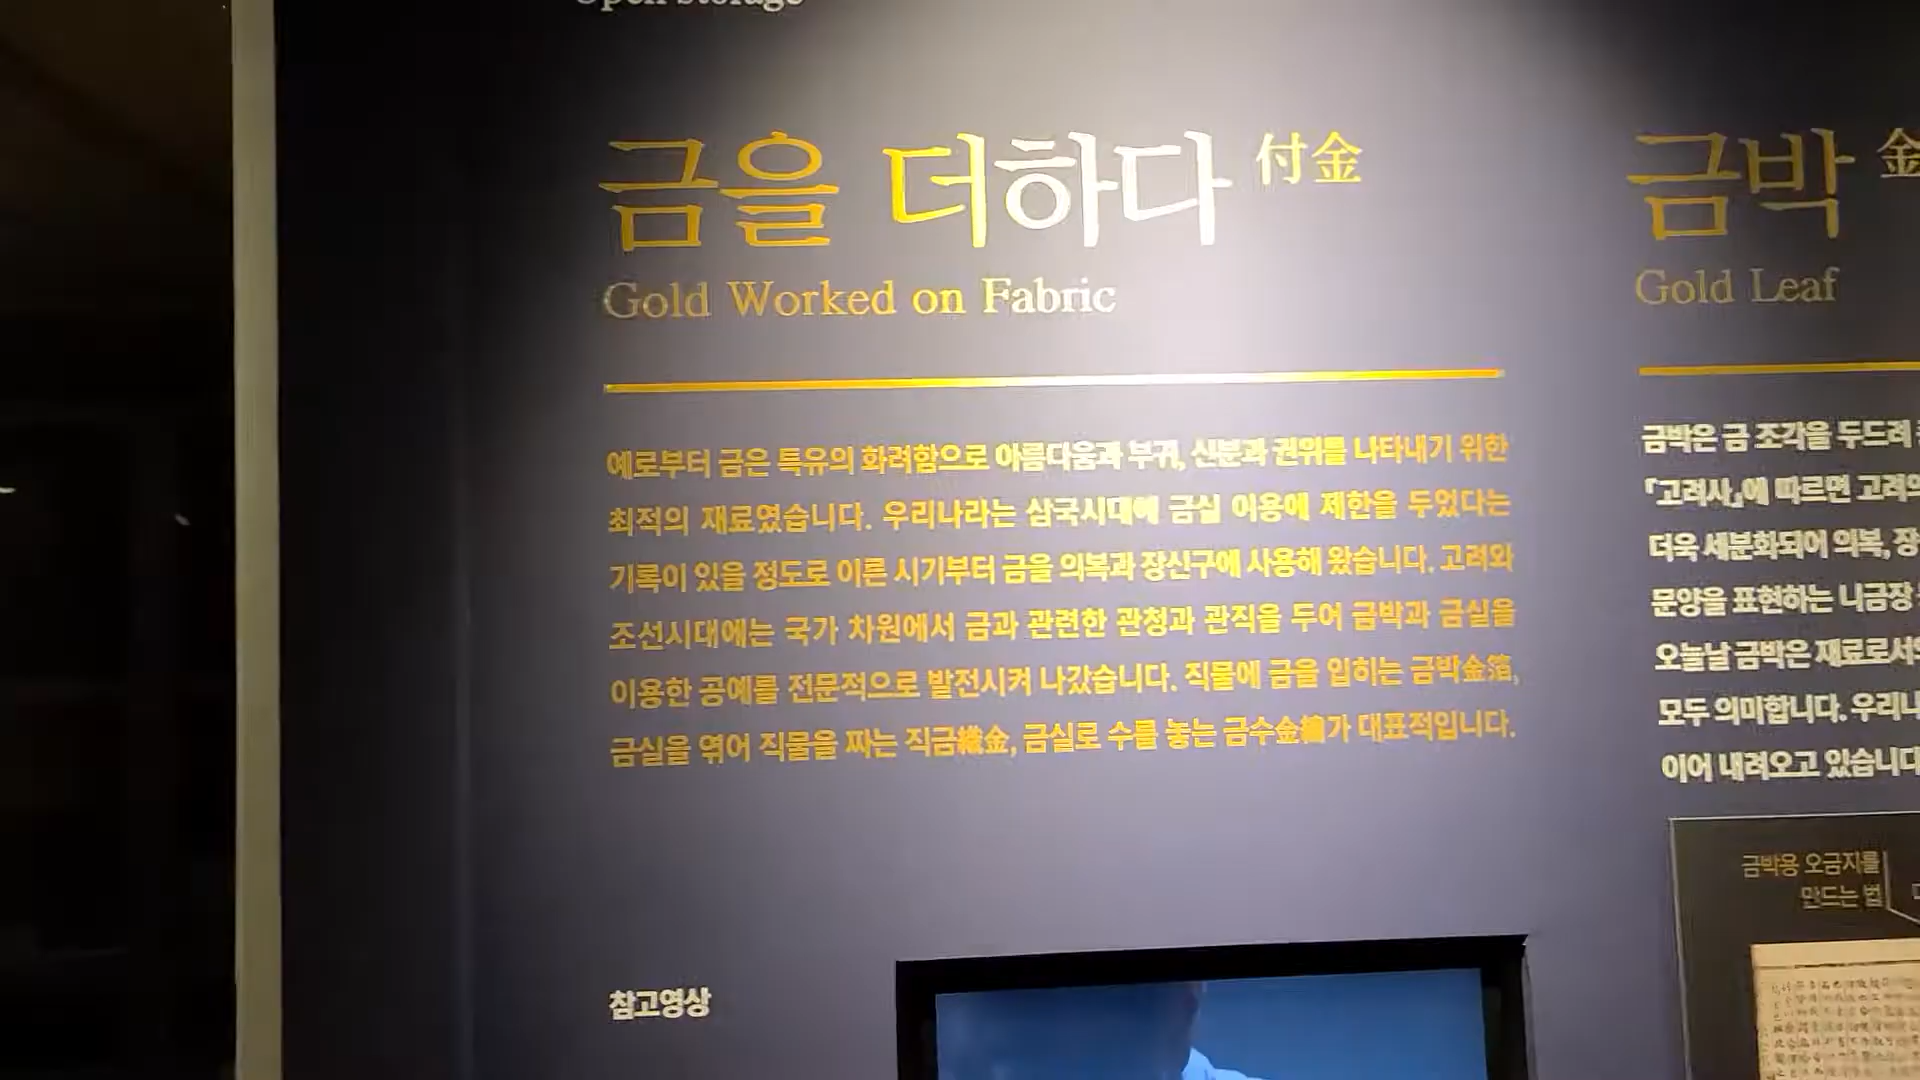 Open Storage
금을 더하다 付金
Gold Worked on Fabric
예로부터 금은 특유의 화려함으로 아름다움과 부귀, 신분과 권위를 나타내기 위한
최적의 재료였습니다. 우리나라는 삼국시대에 금실 이용에 제한을 두었다는
기록이 있을 정도로 이른 시기부터 금을 의복과 장신구에 사용해 왔습니다. 고려와
조선시대에는 국가 차원에서 금과 관련한 관청과 관직을 두어 금박과 금실을
이용한 공예를 전문적으로 발전시켜 나갔습니다. 직물에 금을 입히는 금박金箔,
금실을 엮어 직물을 짜는 직금織金, 금실로 수를 놓는 금수金繡가 대표적입니다.
참고영상
금박 金
Gold Leaf
금박은 금 조각을 두드려
『고려사』에 따르면 고려의
더욱 세분화되어 의복, 장
문양을 표현하는 니금장
오늘날 금박은 재료로서의
모두 의미합니다. 우리나
이어 내려오고 있습니다
금박용 오금지를
만드는 법